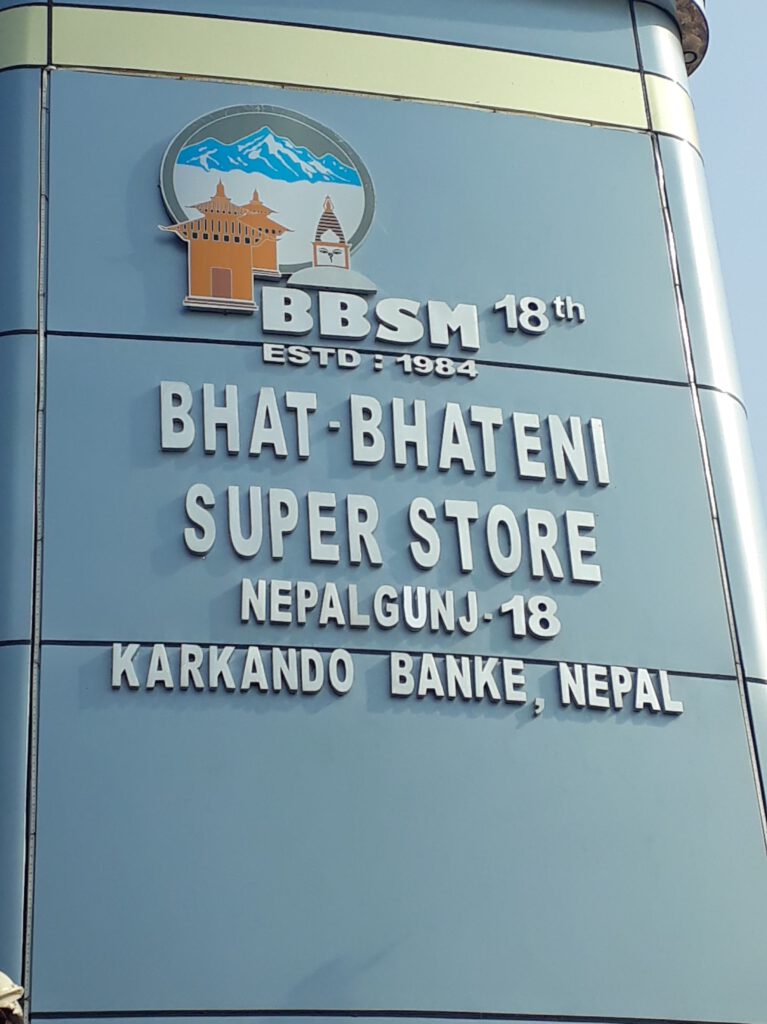 BBSM 18th
ESTD : 1984
BHAT-BHATENI
SUPER STORE
NEPALGUNJ-18
KARKANDO BANKE, NEPAL